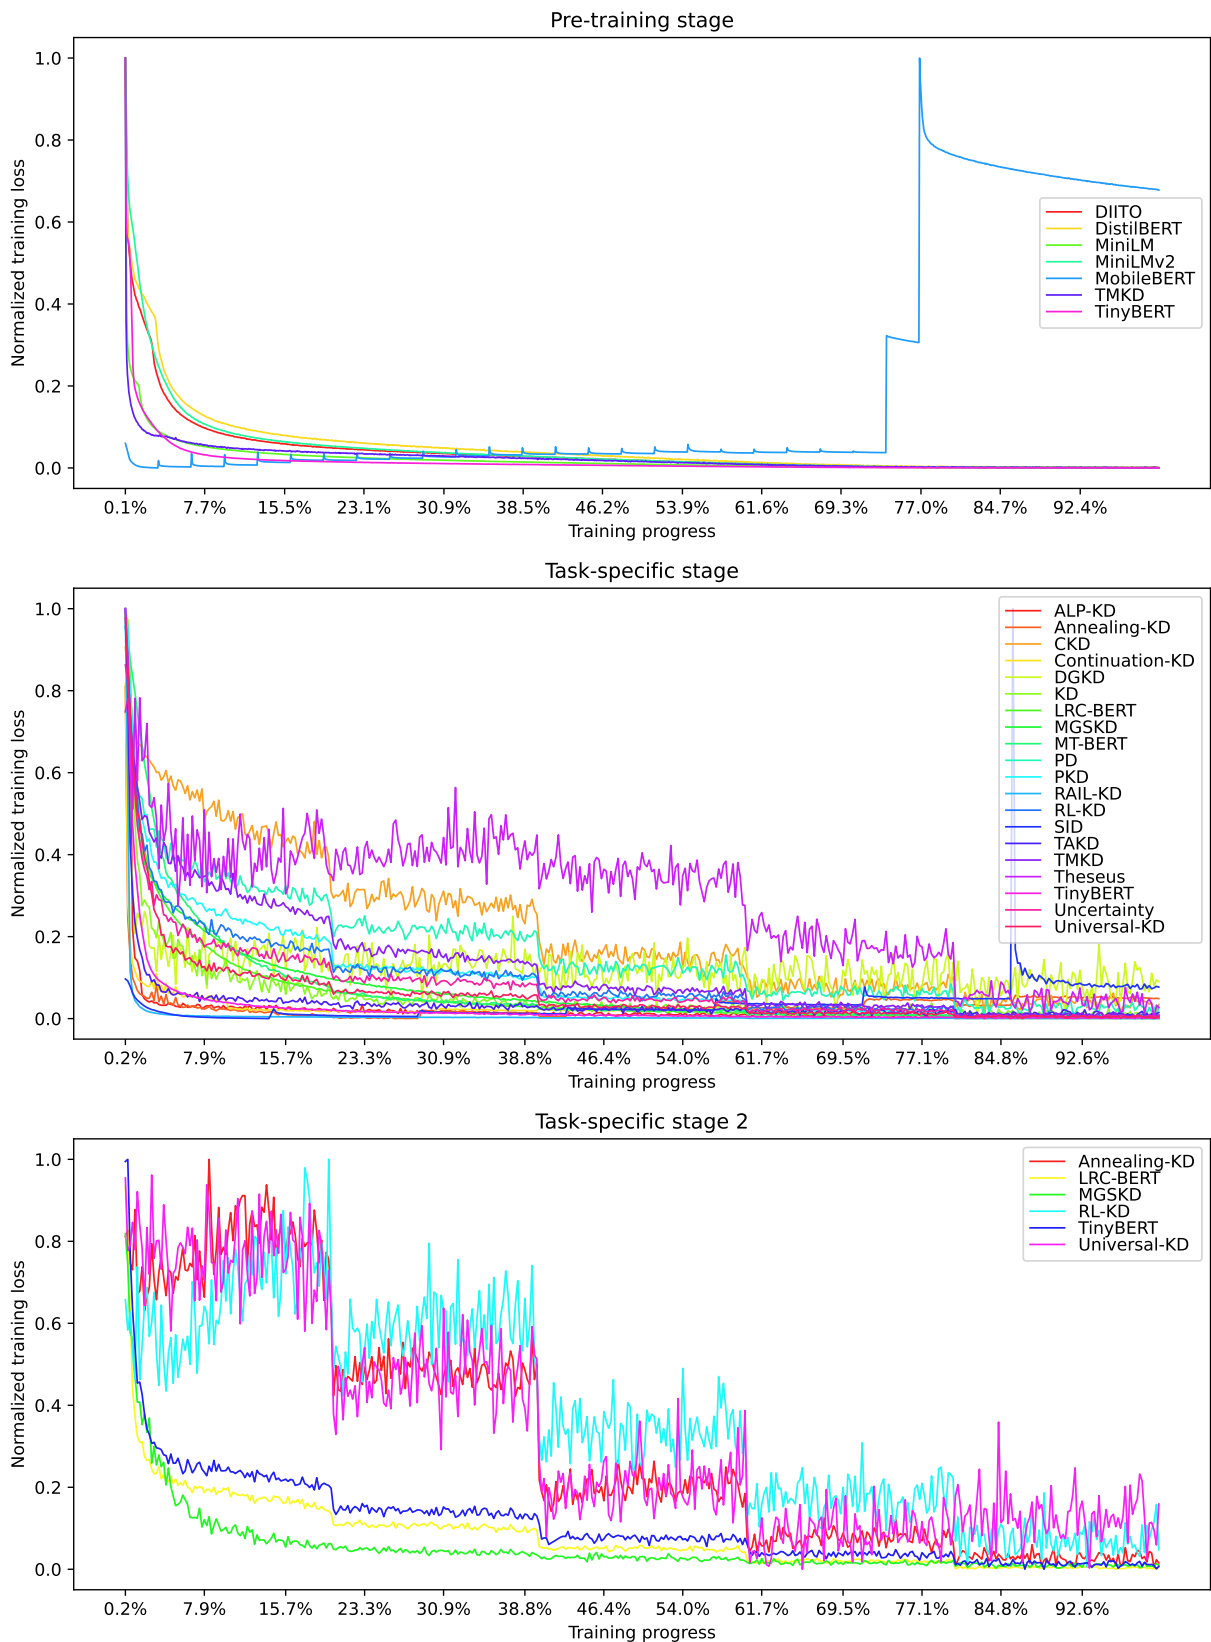 Pre-training stage
Normalized training loss
1.0
0.8
0.6
0.4
0.2
0.0
DIITO
DistilBERT
MiniLM
MiniLMv2
MobileBERT
TMKD
TinyBERT
0.1% 7.7% 15.5% 23.1% 30.9% 38.5% 46.2% 53.9% 61.6% 69.3% 77.0% 84.7% 92.4%
Training progress
Task-specific stage
Normalized training loss
1.0
0.8
0.6
0.4
0.2
0.0
ALP-KD
Annealing-KD
CKD
Continuation-KD
DGKD
KD
LRC-BERT
MGSKD
MT-BERT
PD
PKD
RAIL-KD
RL-KD
SID
TAKD
TMKD
Theseus
TinyBERT
Uncertainty
Universal-KD
0.2% 7.9% 15.7% 23.3% 30.9% 38.8% 46.4% 54.0% 61.7% 69.5% 77.1% 84.8% 92.6%
Training progress
Task-specific stage 2
Normalized training loss
1.0
0.8
0.6
0.4
0.2
0.0
Annealing-KD
LRC-BERT
MGSKD
RL-KD
TinyBERT
Universal-KD
0.2% 7.9% 15.7% 23.3% 30.9% 38.8% 46.4% 54.0% 61.7% 69.5% 77.1% 84.8% 92.6%
Training progress